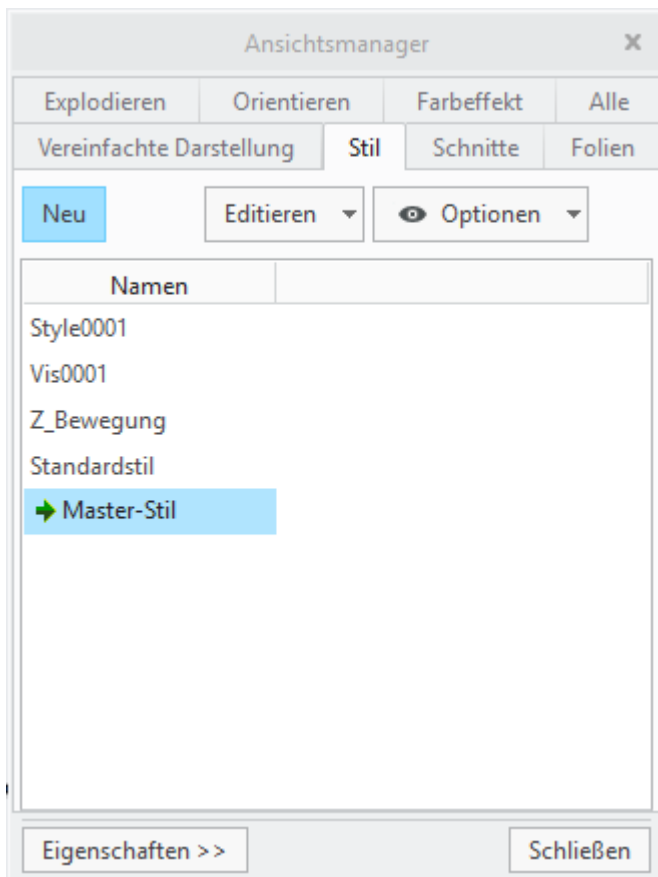 Ansichtsmanager
Explodieren Orientieren Farbeffekt Alle
Vereinfachte Darstellung Stil Schnitte Folien
Neu Editieren Optionen
Namen
Style0001
Vis0001
Z_Bewegung
Standardstil
Master-Stil
Eigenschaften >> Schließen